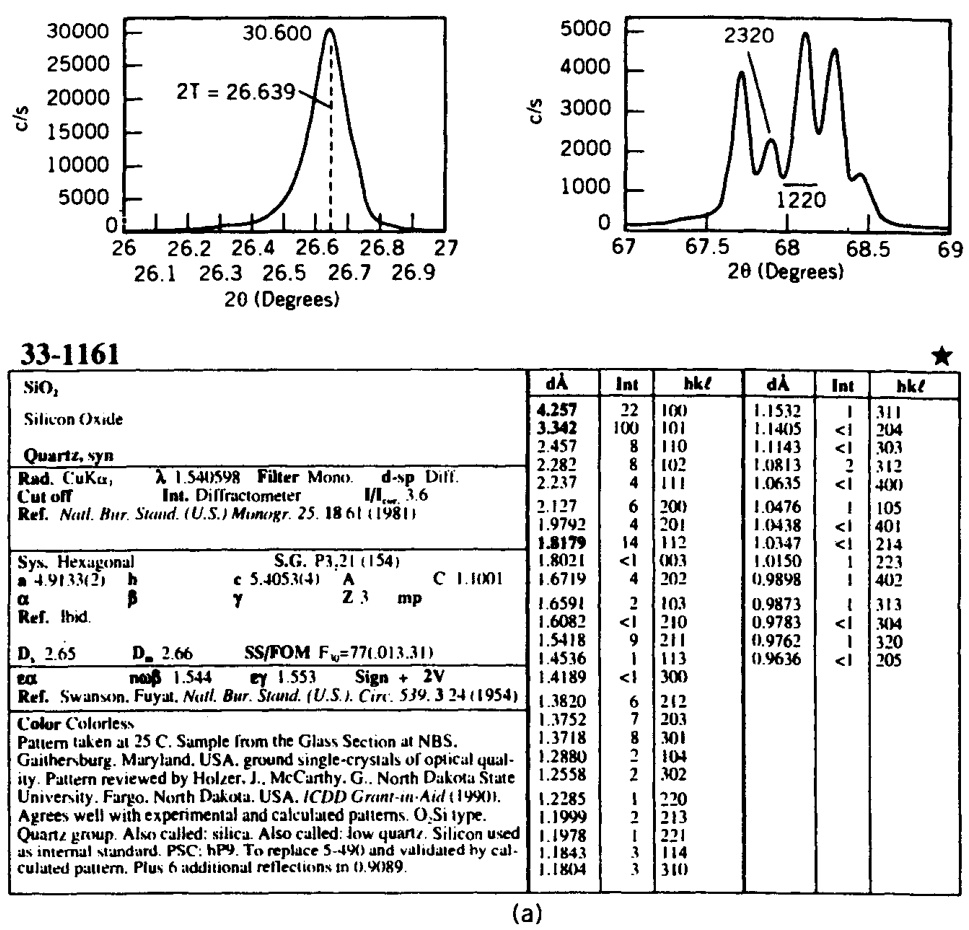 30000
25000
20000
15000
10000
5000
0
c/s
30.600
2T = 26.639
26 26.2 26.4 26.6 26.8 27
26.1 26.3 26.5 26.7 26.9
2θ (Degrees)
5000
4000
3000
2000
1000
0
c/s
2320
1220
67 67.5 68 68.5 69
2θ (Degrees)
33-1161 ★
SiO₂
Silicon Oxide
Quartz, syn
Rad. CuKα₁ λ 1.540598 Filter Mono. d-sp Diff.
Cut off Int. Diffractometer I/Icor. 3.6
Ref. Natl. Bur. Stand. (U.S.) Monogr. 25, 18 61 (1981)
Sys. Hexagonal S.G. P3₂21 (154)
a 4.9133(2) b c 5.4053(4) A C 1.1001
α β γ Z 3 mp
Ref. Ibid.
Dₓ 2.65 Dₘ 2.66 SS/FOM F₃₀=77(.013,31)
εα nωβ 1.544 εγ 1.553 Sign + 2V
Ref. Swanson, Fuyat, Natl. Bur. Stand. (U.S.), Circ. 539, 3 24 (1954)
Color Colorless
Pattern taken at 25 C. Sample from the Glass Section at NBS,
Gaithersburg, Maryland, USA, ground single-crystals of optical qual-
ity. Pattern reviewed by Holzer, J., McCarthy, G., North Dakota State
University, Fargo, North Dakota, USA, ICDD Grant-in-Aid (1990).
Agrees well with experimental and calculated patterns. O₂Si type.
Quartz group. Also called: silica. Also called: low quartz. Silicon used
as internal standard. PSC: hP9. To replace 5-490 and validated by cal-
culated pattern. Plus 6 additional reflections to 0.9089.
dÅ Int hkℓ dÅ Int hkℓ
4.257 22 100 1.1532 1 311
3.342 100 101 1.1405 <1 204
2.457 8 110 1.1143 <1 303
2.282 8 102 1.0813 2 312
2.237 4 111 1.0635 <1 400
2.127 6 200 1.0476 1 105
1.9792 4 201 1.0438 <1 401
1.8179 14 112 1.0347 <1 214
1.8021 <1 003 1.0150 1 223
1.6719 4 202 0.9898 1 402
1.6591 2 103 0.9873 1 313
1.6082 <1 210 0.9783 <1 304
1.5418 9 211 0.9762 1 320
1.4536 1 113 0.9636 <1 205
1.4189 <1 300
1.3820 6 212
1.3752 7 203
1.3718 8 301
1.2880 2 104
1.2558 2 302
1.2285 1 220
1.1999 2 213
1.1978 1 221
1.1843 3 114
1.1804 3 310
(a)